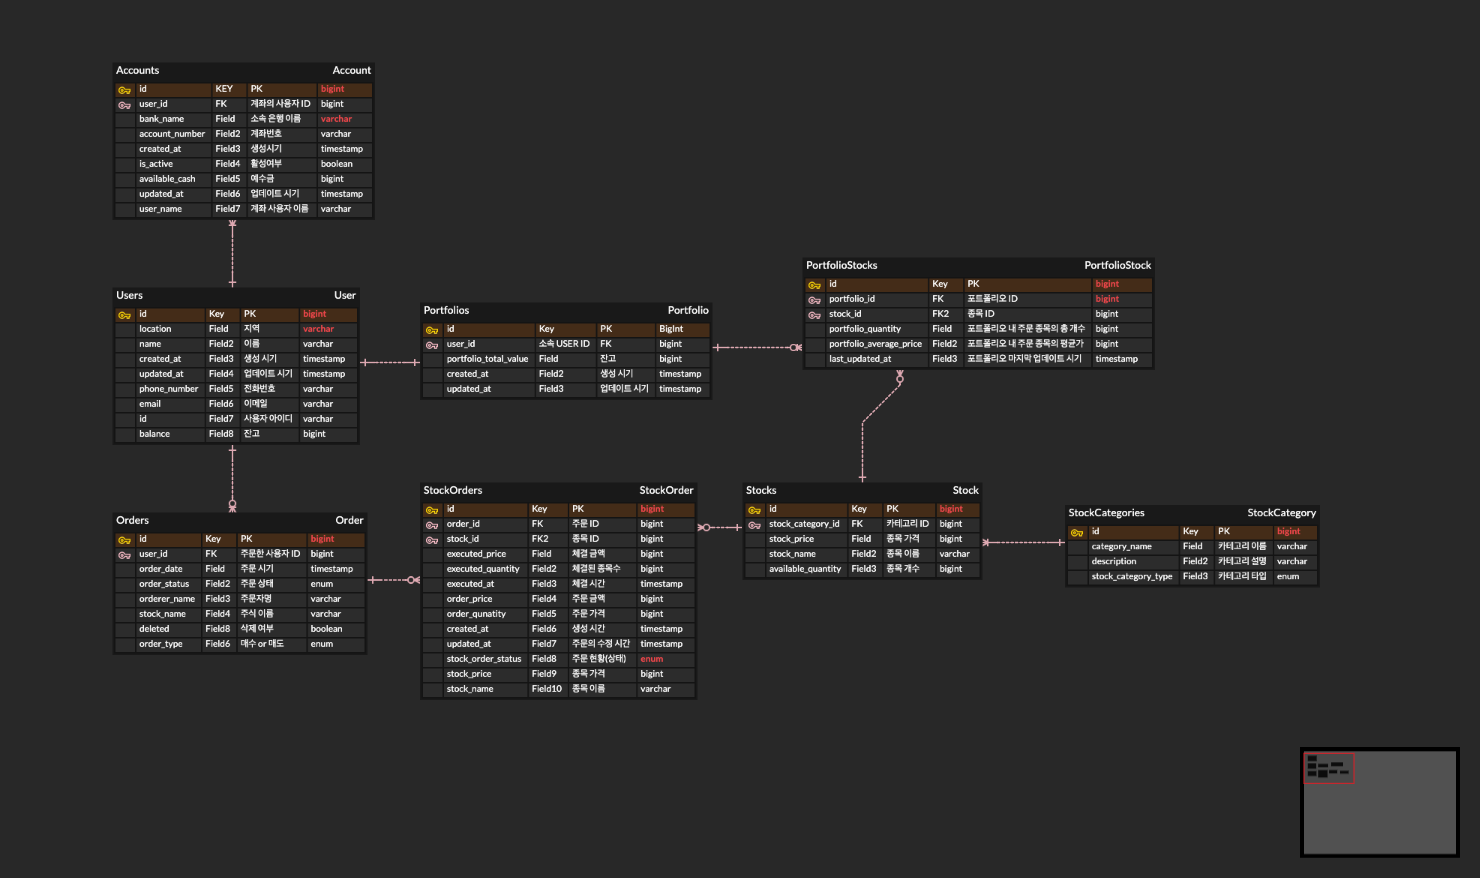 Accounts Account
id KEY PK bigint
user_id FK 계좌의 사용자 ID bigint
bank_name Field 소속 은행 이름 varchar
account_number Field2 계좌번호 varchar
created_at Field3 생성시기 timestamp
is_active Field4 활성여부 boolean
available_cash Field5 예수금 bigint
updated_at Field6 업데이트 시기 timestamp
user_name Field7 계좌 사용자 이름 varchar
Users User
id Key PK bigint
location Field 지역 varchar
name Field2 이름 varchar
created_at Field3 생성 시기 timestamp
updated_at Field4 업데이트 시기 timestamp
phone_number Field5 전화번호 varchar
email Field6 이메일 varchar
id Field7 사용자 아이디 varchar
balance Field8 잔고 bigint
Portfolios Portfolio
id Key PK BigInt
user_id 소속 USER ID FK bigint
portfolio_total_value Field 잔고 bigint
created_at Field2 생성 시기 timestamp
updated_at Field3 업데이트 시기 timestamp
PortfolioStocks PortfolioStock
id Key PK bigint
portfolio_id FK 포트폴리오 ID bigint
stock_id FK2 종목 ID bigint
portfolio_quantity Field 포트폴리오 내 주문 종목의 총 개수 bigint
portfolio_average_price Field2 포트폴리오 내 주문 종목의 평균가 bigint
last_updated_at Field3 포트폴리오 마지막 업데이트 시기 timestamp
Orders Order
id Key PK bigint
user_id FK 주문한 사용자 ID bigint
order_date Field 주문 시기 timestamp
order_status Field2 주문 상태 enum
orderer_name Field3 주문자명 varchar
stock_name Field4 주식 이름 varchar
deleted Field8 삭제 여부 boolean
order_type Field6 매수 or 매도 enum
StockOrders StockOrder
id Key PK bigint
order_id FK 주문 ID bigint
stock_id FK2 종목 ID bigint
executed_price Field 체결 금액 bigint
executed_quantity Field2 체결된 종목수 bigint
executed_at Field3 체결 시간 timestamp
order_price Field4 주문 금액 bigint
order_qunatity Field5 주문 가격 bigint
created_at Field6 생성 시간 timestamp
updated_at Field7 주문의 수정 시간 timestamp
stock_order_status Field8 주문 현황(상태) enum
stock_price Field9 종목 가격 bigint
stock_name Field10 종목 이름 varchar
Stocks Stock
id Key PK bigint
stock_category_id FK 카테고리 ID bigint
stock_price Field 종목 가격 bigint
stock_name Field2 종목 이름 varchar
available_quantity Field3 종목 개수 bigint
StockCategories StockCategory
id Key PK bigint
category_name Field 카테고리 이름 varchar
description Field2 카테고리 설명 varchar
stock_category_type Field3 카테고리 타입 enum